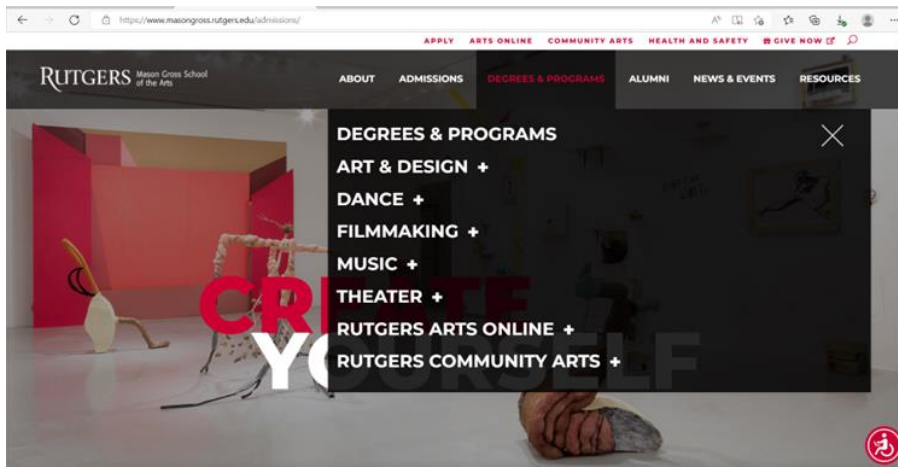 https://www.masongross.rutgers.edu/admissions/
APPLY ARTS ONLINE COMMUNITY ARTS HEALTH AND SAFETY GIVE NOW
RUTGERS Mason Gross School
of the Arts
ABOUT ADMISSIONS DEGREES & PROGRAMS ALUMNI NEWS & EVENTS RESOURCES
DEGREES & PROGRAMS
ART & DESIGN +
DANCE +
FILMMAKING +
MUSIC +
THEATER +
RUTGERS ARTS ONLINE +
RUTGERS COMMUNITY ARTS +
CREATE
YOURSELF